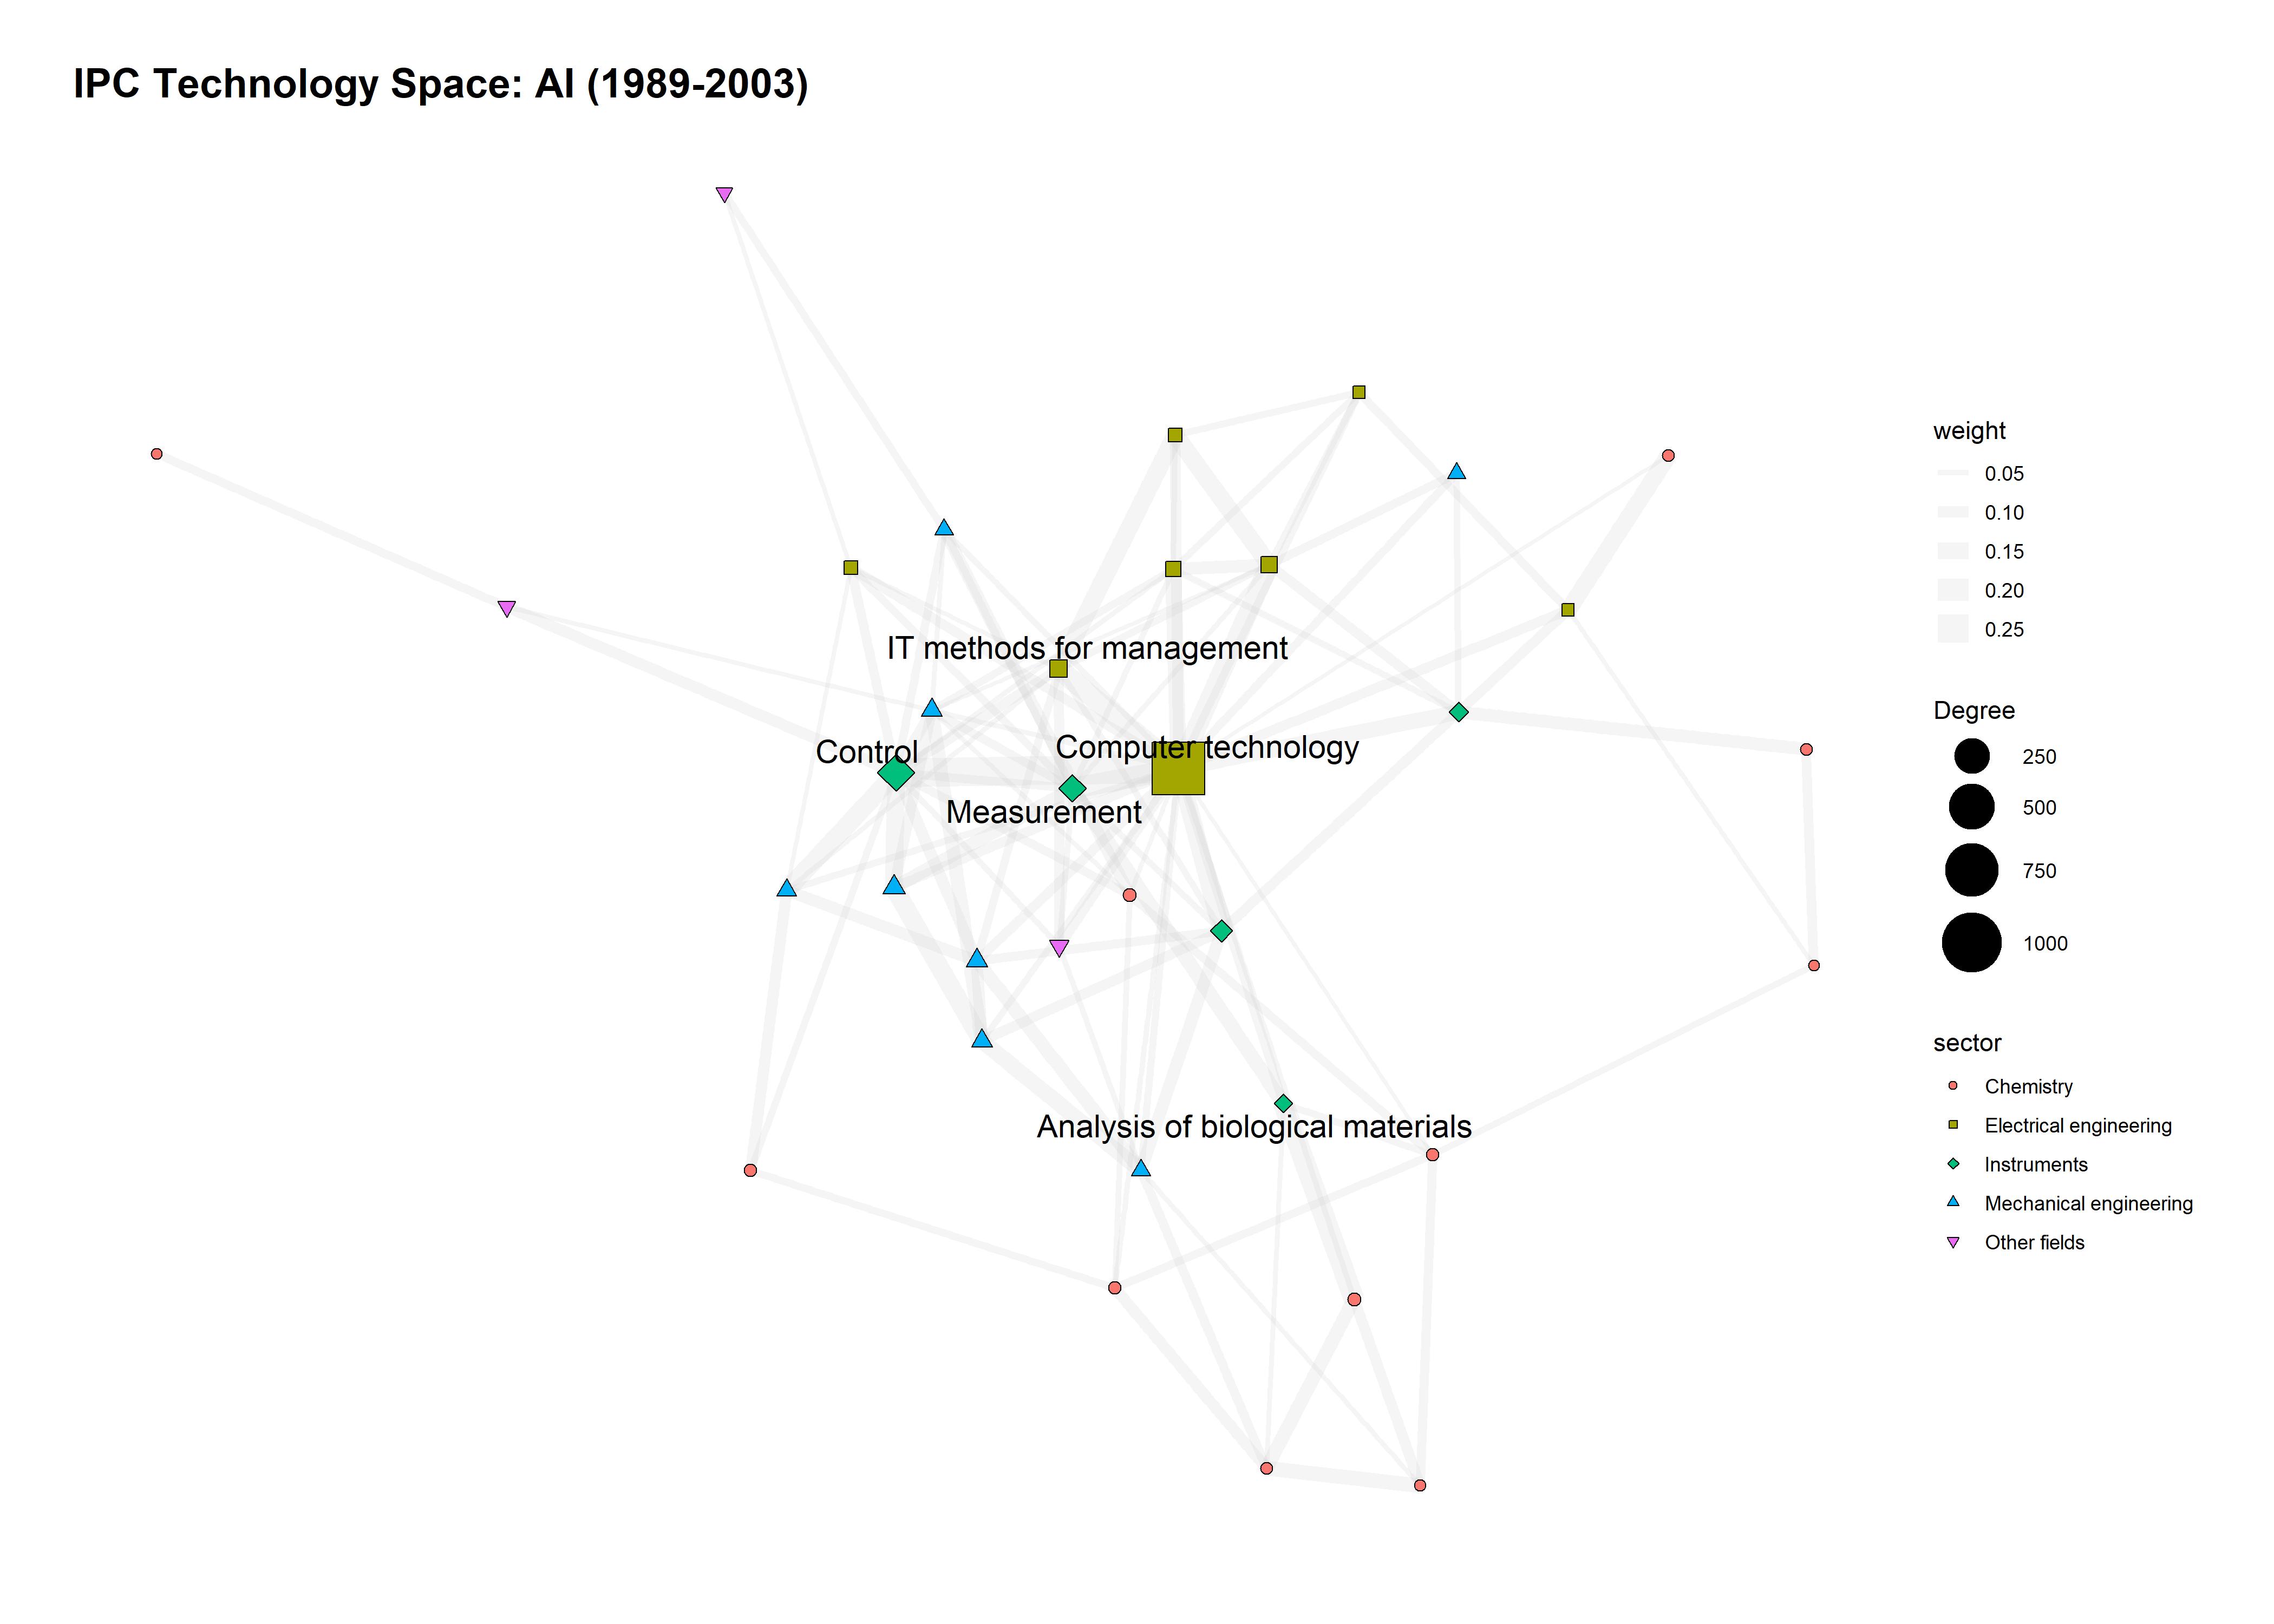 IPC Technology Space: AI (1989-2003)
IT methods for management
Control
Computer technology
Measurement
Analysis of biological materials
weight
0.05
0.10
0.15
0.20
0.25
Degree
250
500
750
1000
sector
Chemistry
Electrical engineering
Instruments
Mechanical engineering
Other fields